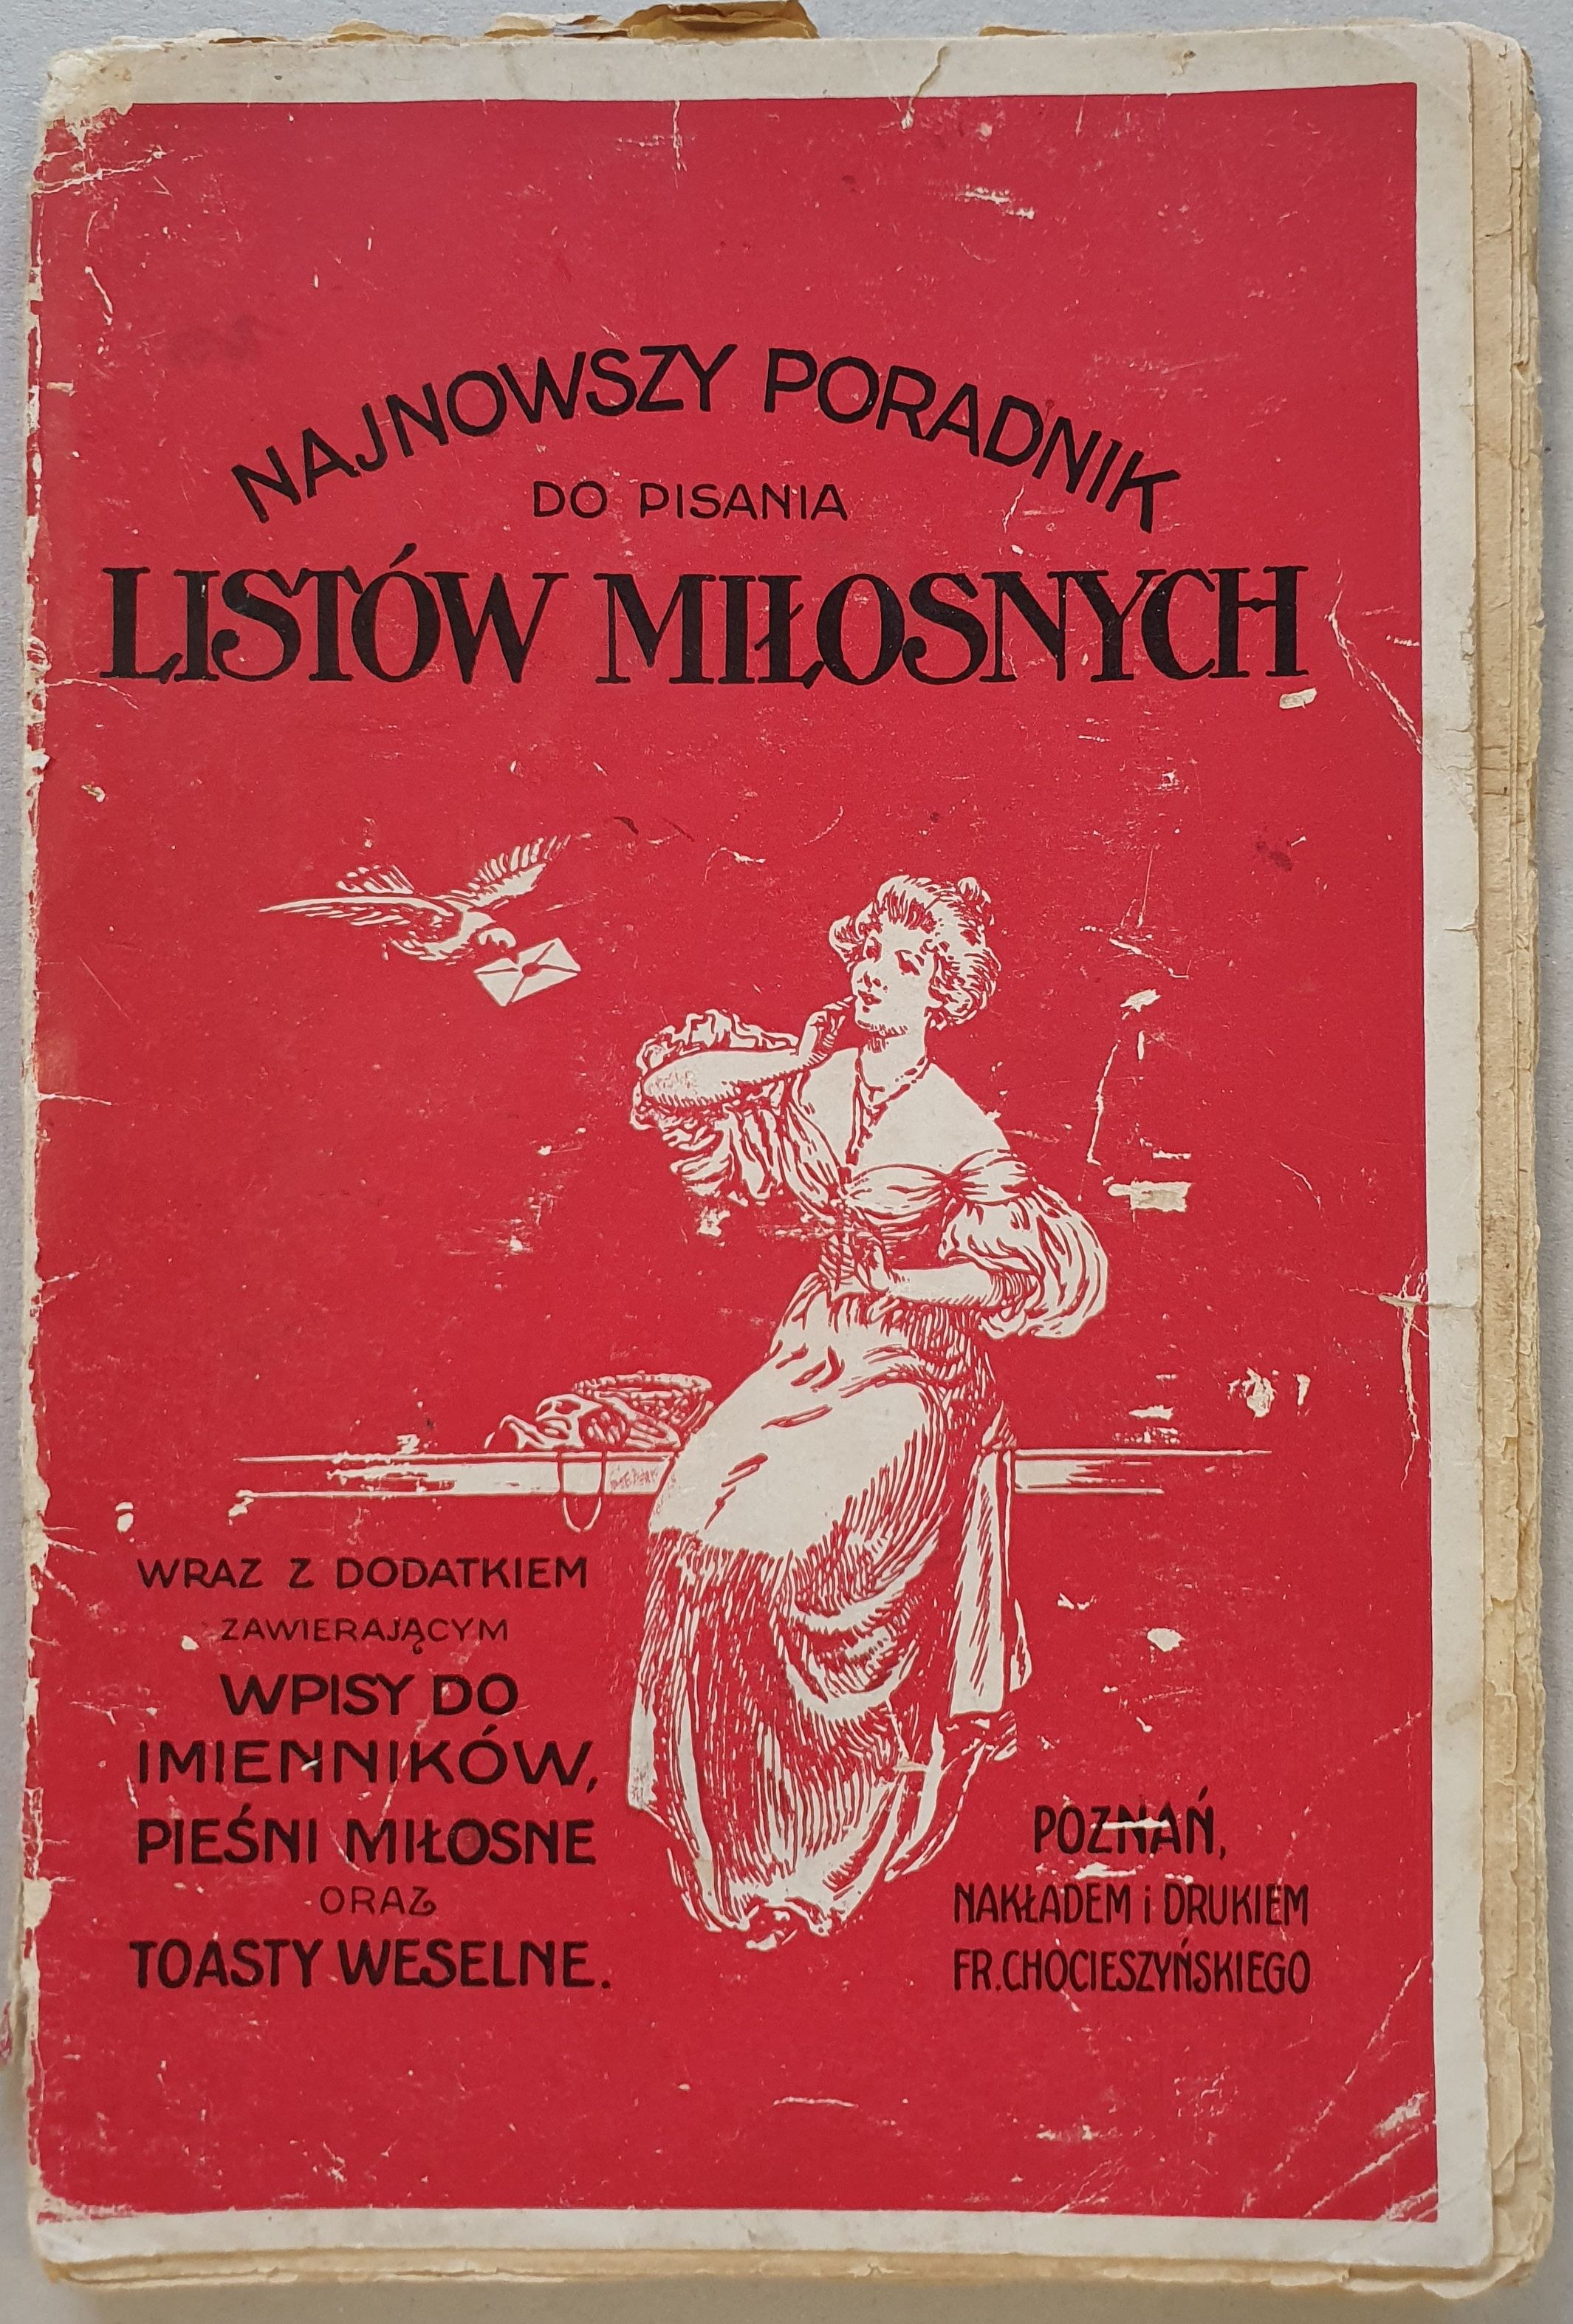 NAJNOWSZY PORADNIK
DO PISANIA
LISTÓW MIŁOSNYCH
WRAZ Z DODATKIEM
ZAWIERAJĄCYM
WPISY DO
IMIENNIKÓW,
PIEŚNI MIŁOSNE
ORAZ
TOASTY WESELNE.
POZNAŃ,
NAKŁADEM i DRUKIEM
FR. CHOCIESZYŃSKIEGO